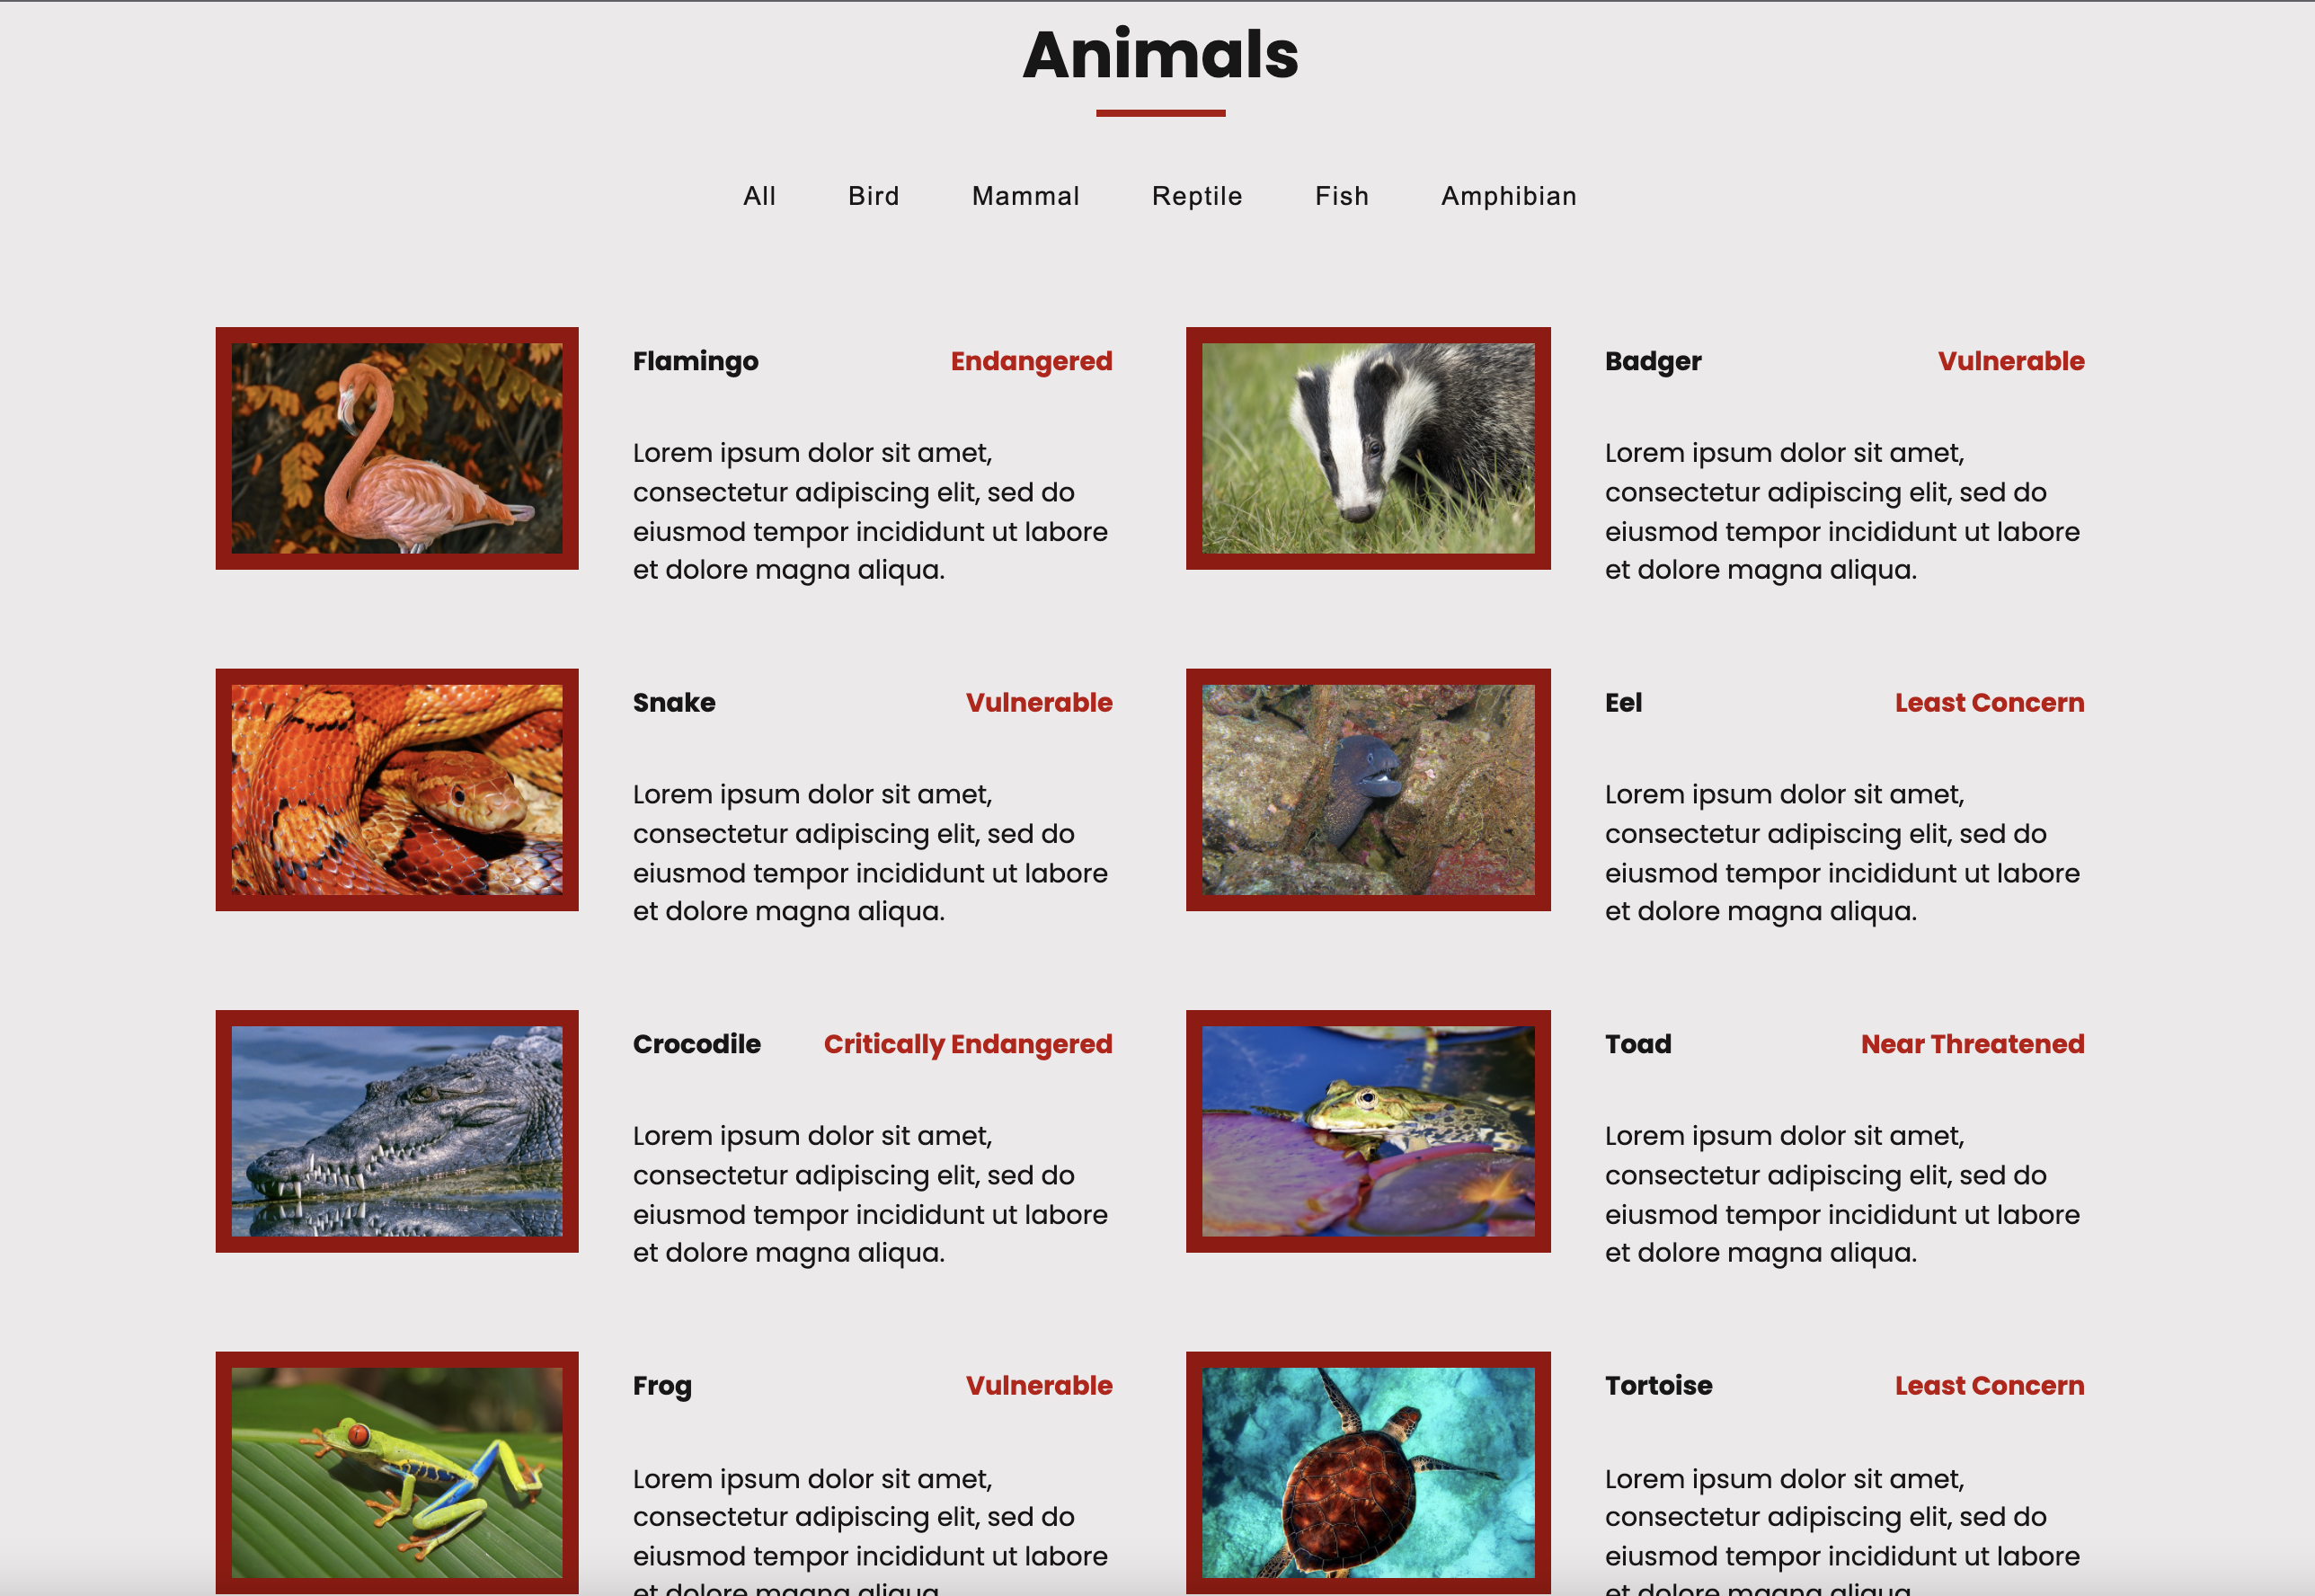 Animals
All Bird Mammal Reptile Fish Amphibian
Flamingo Endangered
Lorem ipsum dolor sit amet,
consectetur adipiscing elit, sed do
eiusmod tempor incididunt ut labore
et dolore magna aliqua.
Badger Vulnerable
Lorem ipsum dolor sit amet,
consectetur adipiscing elit, sed do
eiusmod tempor incididunt ut labore
et dolore magna aliqua.
Snake Vulnerable
Lorem ipsum dolor sit amet,
consectetur adipiscing elit, sed do
eiusmod tempor incididunt ut labore
et dolore magna aliqua.
Eel Least Concern
Lorem ipsum dolor sit amet,
consectetur adipiscing elit, sed do
eiusmod tempor incididunt ut labore
et dolore magna aliqua.
Crocodile Critically Endangered
Lorem ipsum dolor sit amet,
consectetur adipiscing elit, sed do
eiusmod tempor incididunt ut labore
et dolore magna aliqua.
Toad Near Threatened
Lorem ipsum dolor sit amet,
consectetur adipiscing elit, sed do
eiusmod tempor incididunt ut labore
et dolore magna aliqua.
Frog Vulnerable
Lorem ipsum dolor sit amet,
consectetur adipiscing elit, sed do
eiusmod tempor incididunt ut labore
et dolore magna aliqua.
Tortoise Least Concern
Lorem ipsum dolor sit amet,
consectetur adipiscing elit, sed do
eiusmod tempor incididunt ut labore
et dolore magna aliqua.